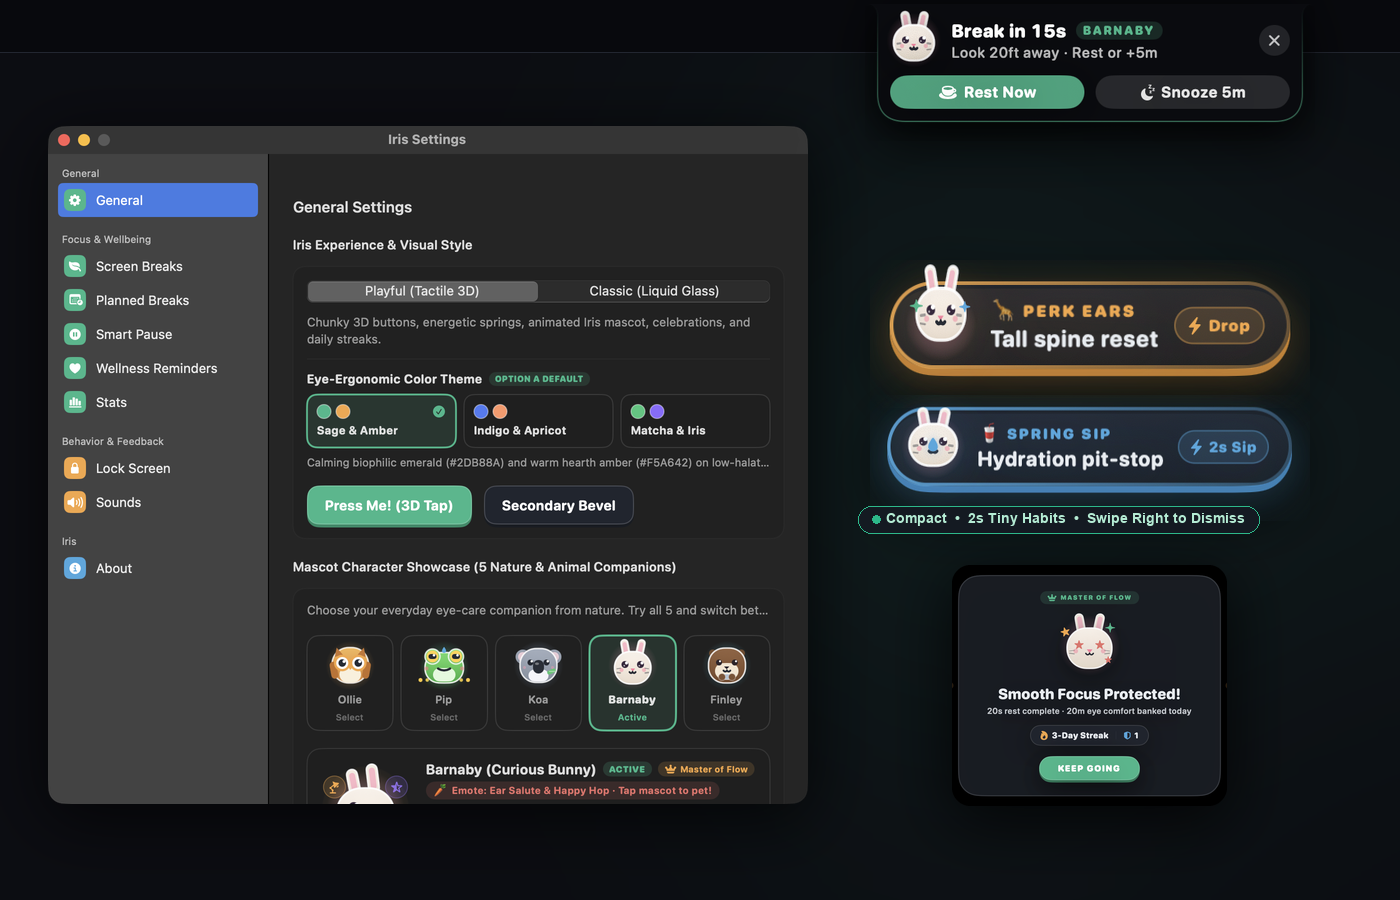 Break in 15s BARNABY
Look 20ft away · Rest or +5m
Rest Now
Snooze 5m
Iris Settings
General
General
Focus & Wellbeing
Screen Breaks
Planned Breaks
Smart Pause
Wellness Reminders
Stats
Behavior & Feedback
Lock Screen
Sounds
Iris
About
General Settings
Iris Experience & Visual Style
Playful (Tactile 3D)
Classic (Liquid Glass)
Chunky 3D buttons, energetic springs, animated Iris mascot, celebrations, and
daily streaks.
Eye-Ergonomic Color Theme OPTION A DEFAULT
Sage & Amber
Indigo & Apricot
Matcha & Iris
Calming biophilic emerald (#2DB88A) and warm hearth amber (#F5A642) on low-halat...
Press Me! (3D Tap)
Secondary Bevel
Mascot Character Showcase (5 Nature & Animal Companions)
Choose your everyday eye-care companion from nature. Try all 5 and switch bet...
Ollie
Select
Pip
Select
Koa
Select
Barnaby
Active
Finley
Select
Barnaby (Curious Bunny) ACTIVE Master of Flow
Emote: Ear Salute & Happy Hop · Tap mascot to pet!
PERK EARS
Tall spine reset
Drop
SPRING SIP
Hydration pit-stop
2s Sip
Compact • 2s Tiny Habits • Swipe Right to Dismiss
MASTER OF FLOW
Smooth Focus Protected!
20s rest complete · 20m eye comfort banked today
3-Day Streak 1
KEEP GOING